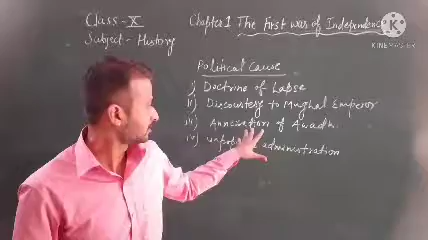 Class-X
Subject - History
Chapter 1 The First War of Independence
KINEMASTER
Political Cause
i) Doctrine of Lapse
ii) Discourtesy to Mughal Emperor
iii) Annexation of Awadh.
iv) administration